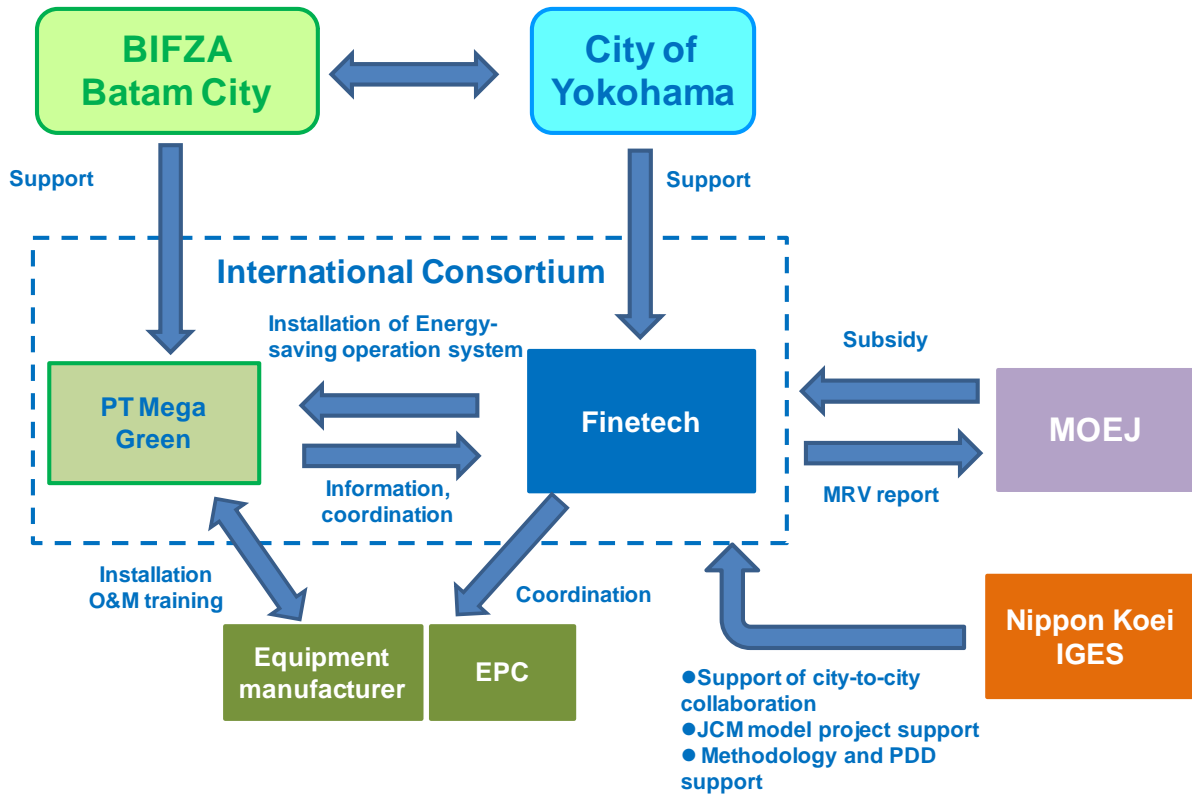 BIFZA
Batam City
City of
Yokohama
Support
Support
International Consortium
Installation of Energy-
saving operation system
Subsidy
PT Mega
Green
Finetech
MOEJ
Information,
coordination
MRV report
Installation
O&M training
Coordination
Equipment
manufacturer
EPC
Nippon Koei
IGES
●Support of city-to-city
collaboration
●JCM model project support
● Methodology and PDD
support